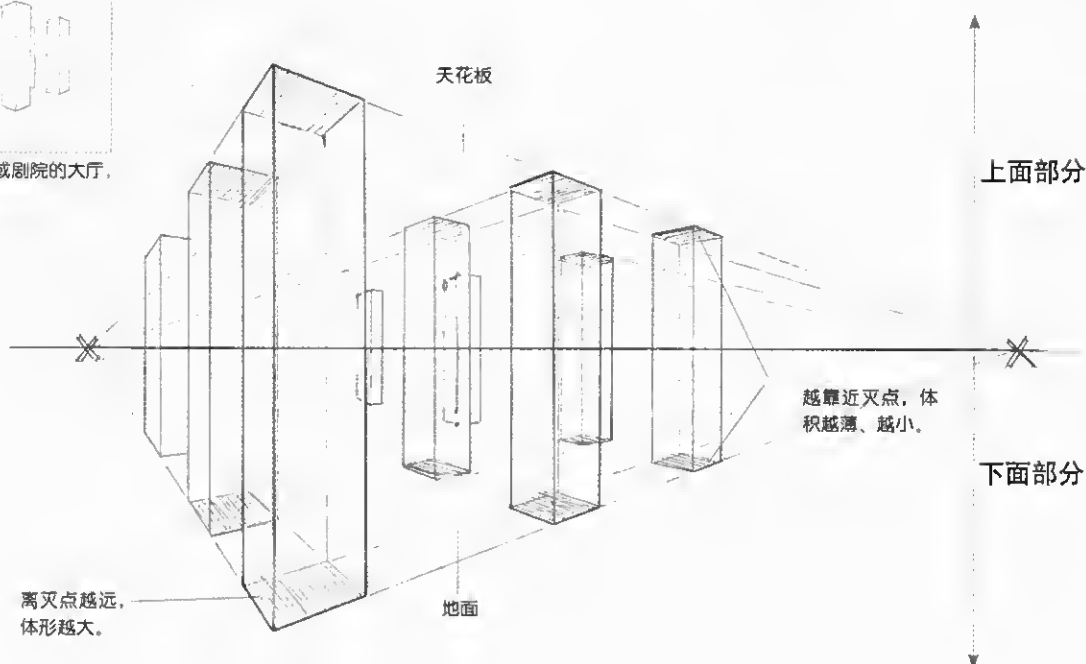 天花板
或剧院的大厅，
上面部分
越靠近灭点，体
积越薄、越小。
下面部分
离灭点越远，
体形越大。
地面